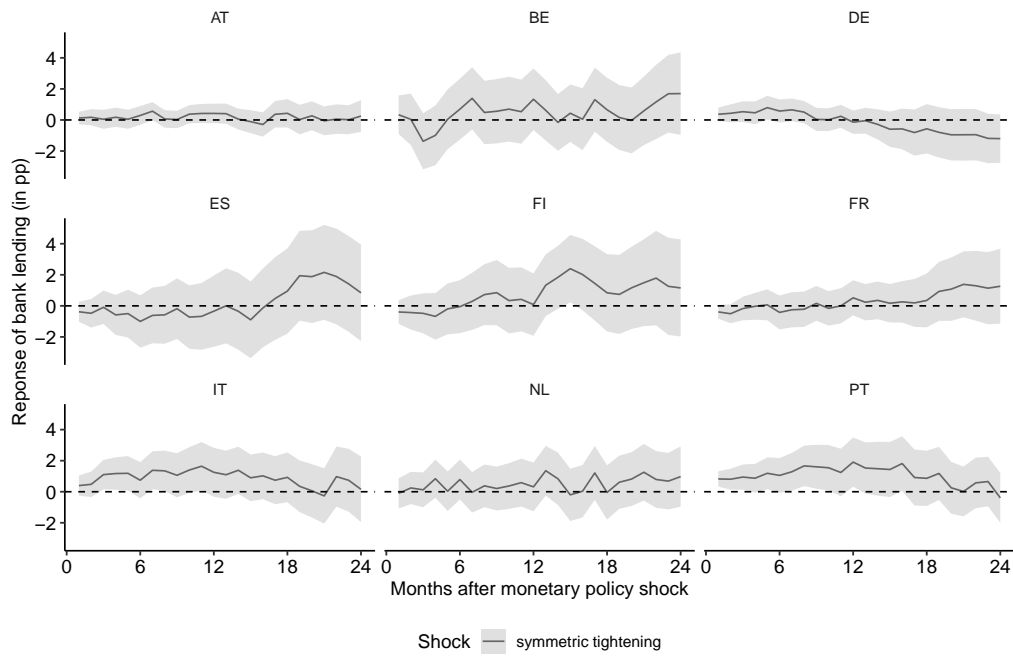 AT BE DE
4
2
0
−2
ES FI FR
4
2
0
−2
IT NL PT
4
2
0
−2
0 6 12 18 24 0 6 12 18 24 0 6 12 18 24
Reponse of bank lending (in pp)
Months after monetary policy shock
Shock symmetric tightening